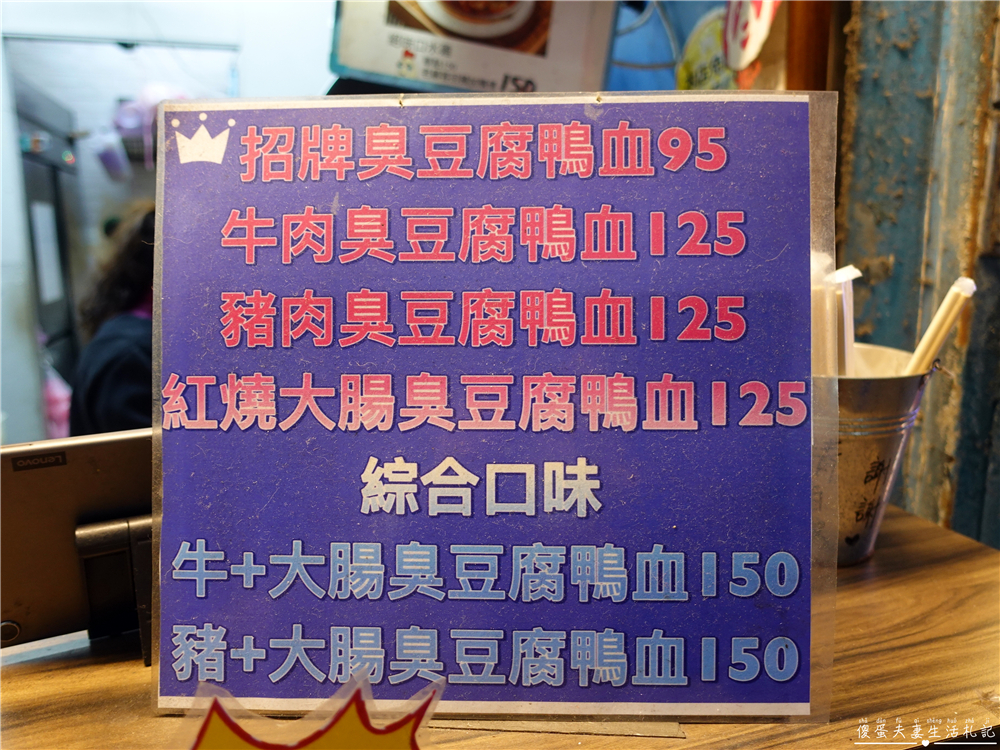 150
招牌臭豆腐鴨血95
牛肉臭豆腐鴨血125
豬肉臭豆腐鴨血125
紅燒大腸臭豆腐鴨血125
綜合口味
牛+大腸臭豆腐鴨血150
豬+大腸臭豆腐鴨血150
Lenovo
傻蛋夫妻生活札記